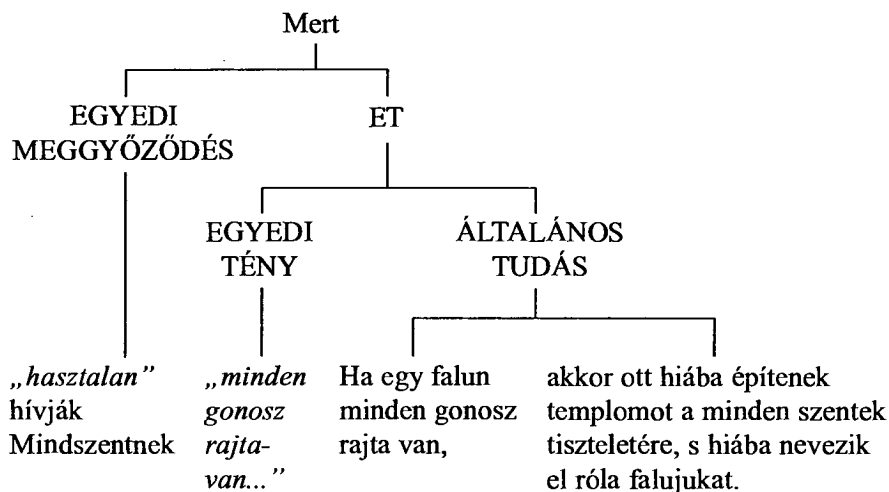 Mert
EGYEDI
MEGGYŐZŐDÉS
ET
EGYEDI
TÉNY
ÁLTALÁNOS
TUDÁS
„hasztalan”
hívják
Mindszentnek
„minden
gonosz
rajta-
van...”
Ha egy falun
minden gonosz
rajta van,
akkor ott hiába építenek
templomot a minden szentek
tiszteletére, s hiába nevezik
el róla falujukat.